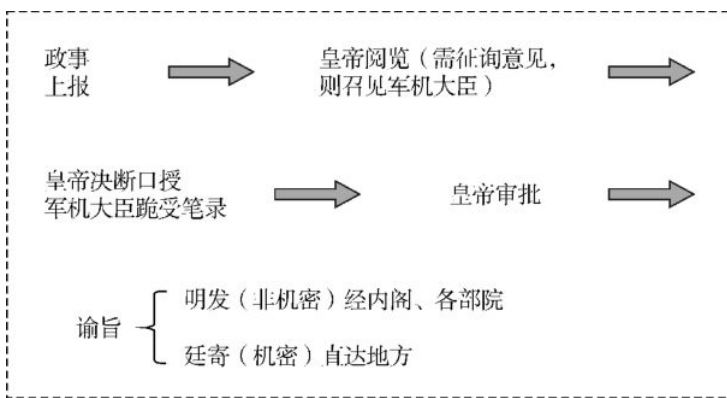 政事
上报
皇帝阅览（需征询意见，
则召见军机大臣）
皇帝决断口授
军机大臣跪受笔录
皇帝审批
谕旨
明发（非机密）经内阁、各部院
廷寄（机密）直达地方